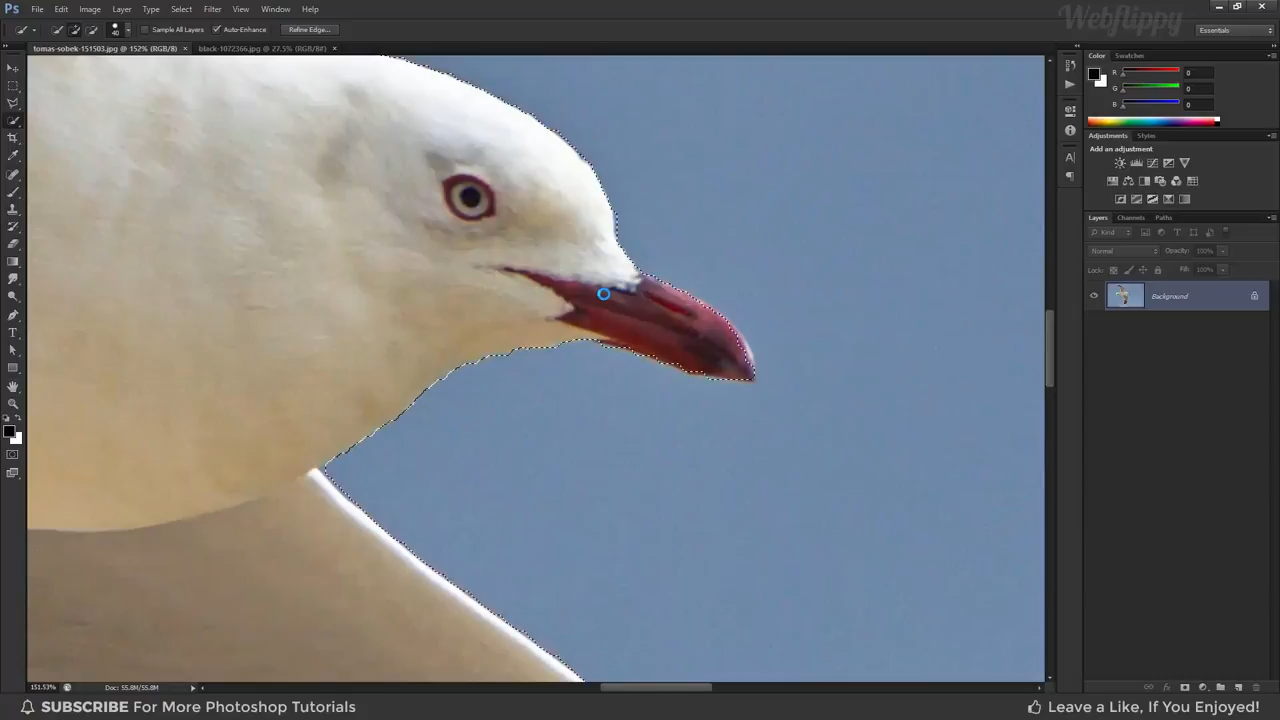 Webflippy
Ps File Edit Image Layer Type Select Filter View Window Help
40 Sample All Layers Auto-Enhance Refine Edge... Essentials
tomas-sobek-151503.jpg @ 152% (RGB/8) × black-1072366.jpg @ 27.5% (RGB/8#) ×
Color Swatches
R 0
G 0
B 0
Adjustments Styles
Add an adjustment
Layers Channels Paths
Kind
Normal Opacity: 100%
Lock: Fill: 100%
Background
151.53% Doc: 55.8M/55.8M
SUBSCRIBE For More Photoshop Tutorials Leave a Like, If You Enjoyed!